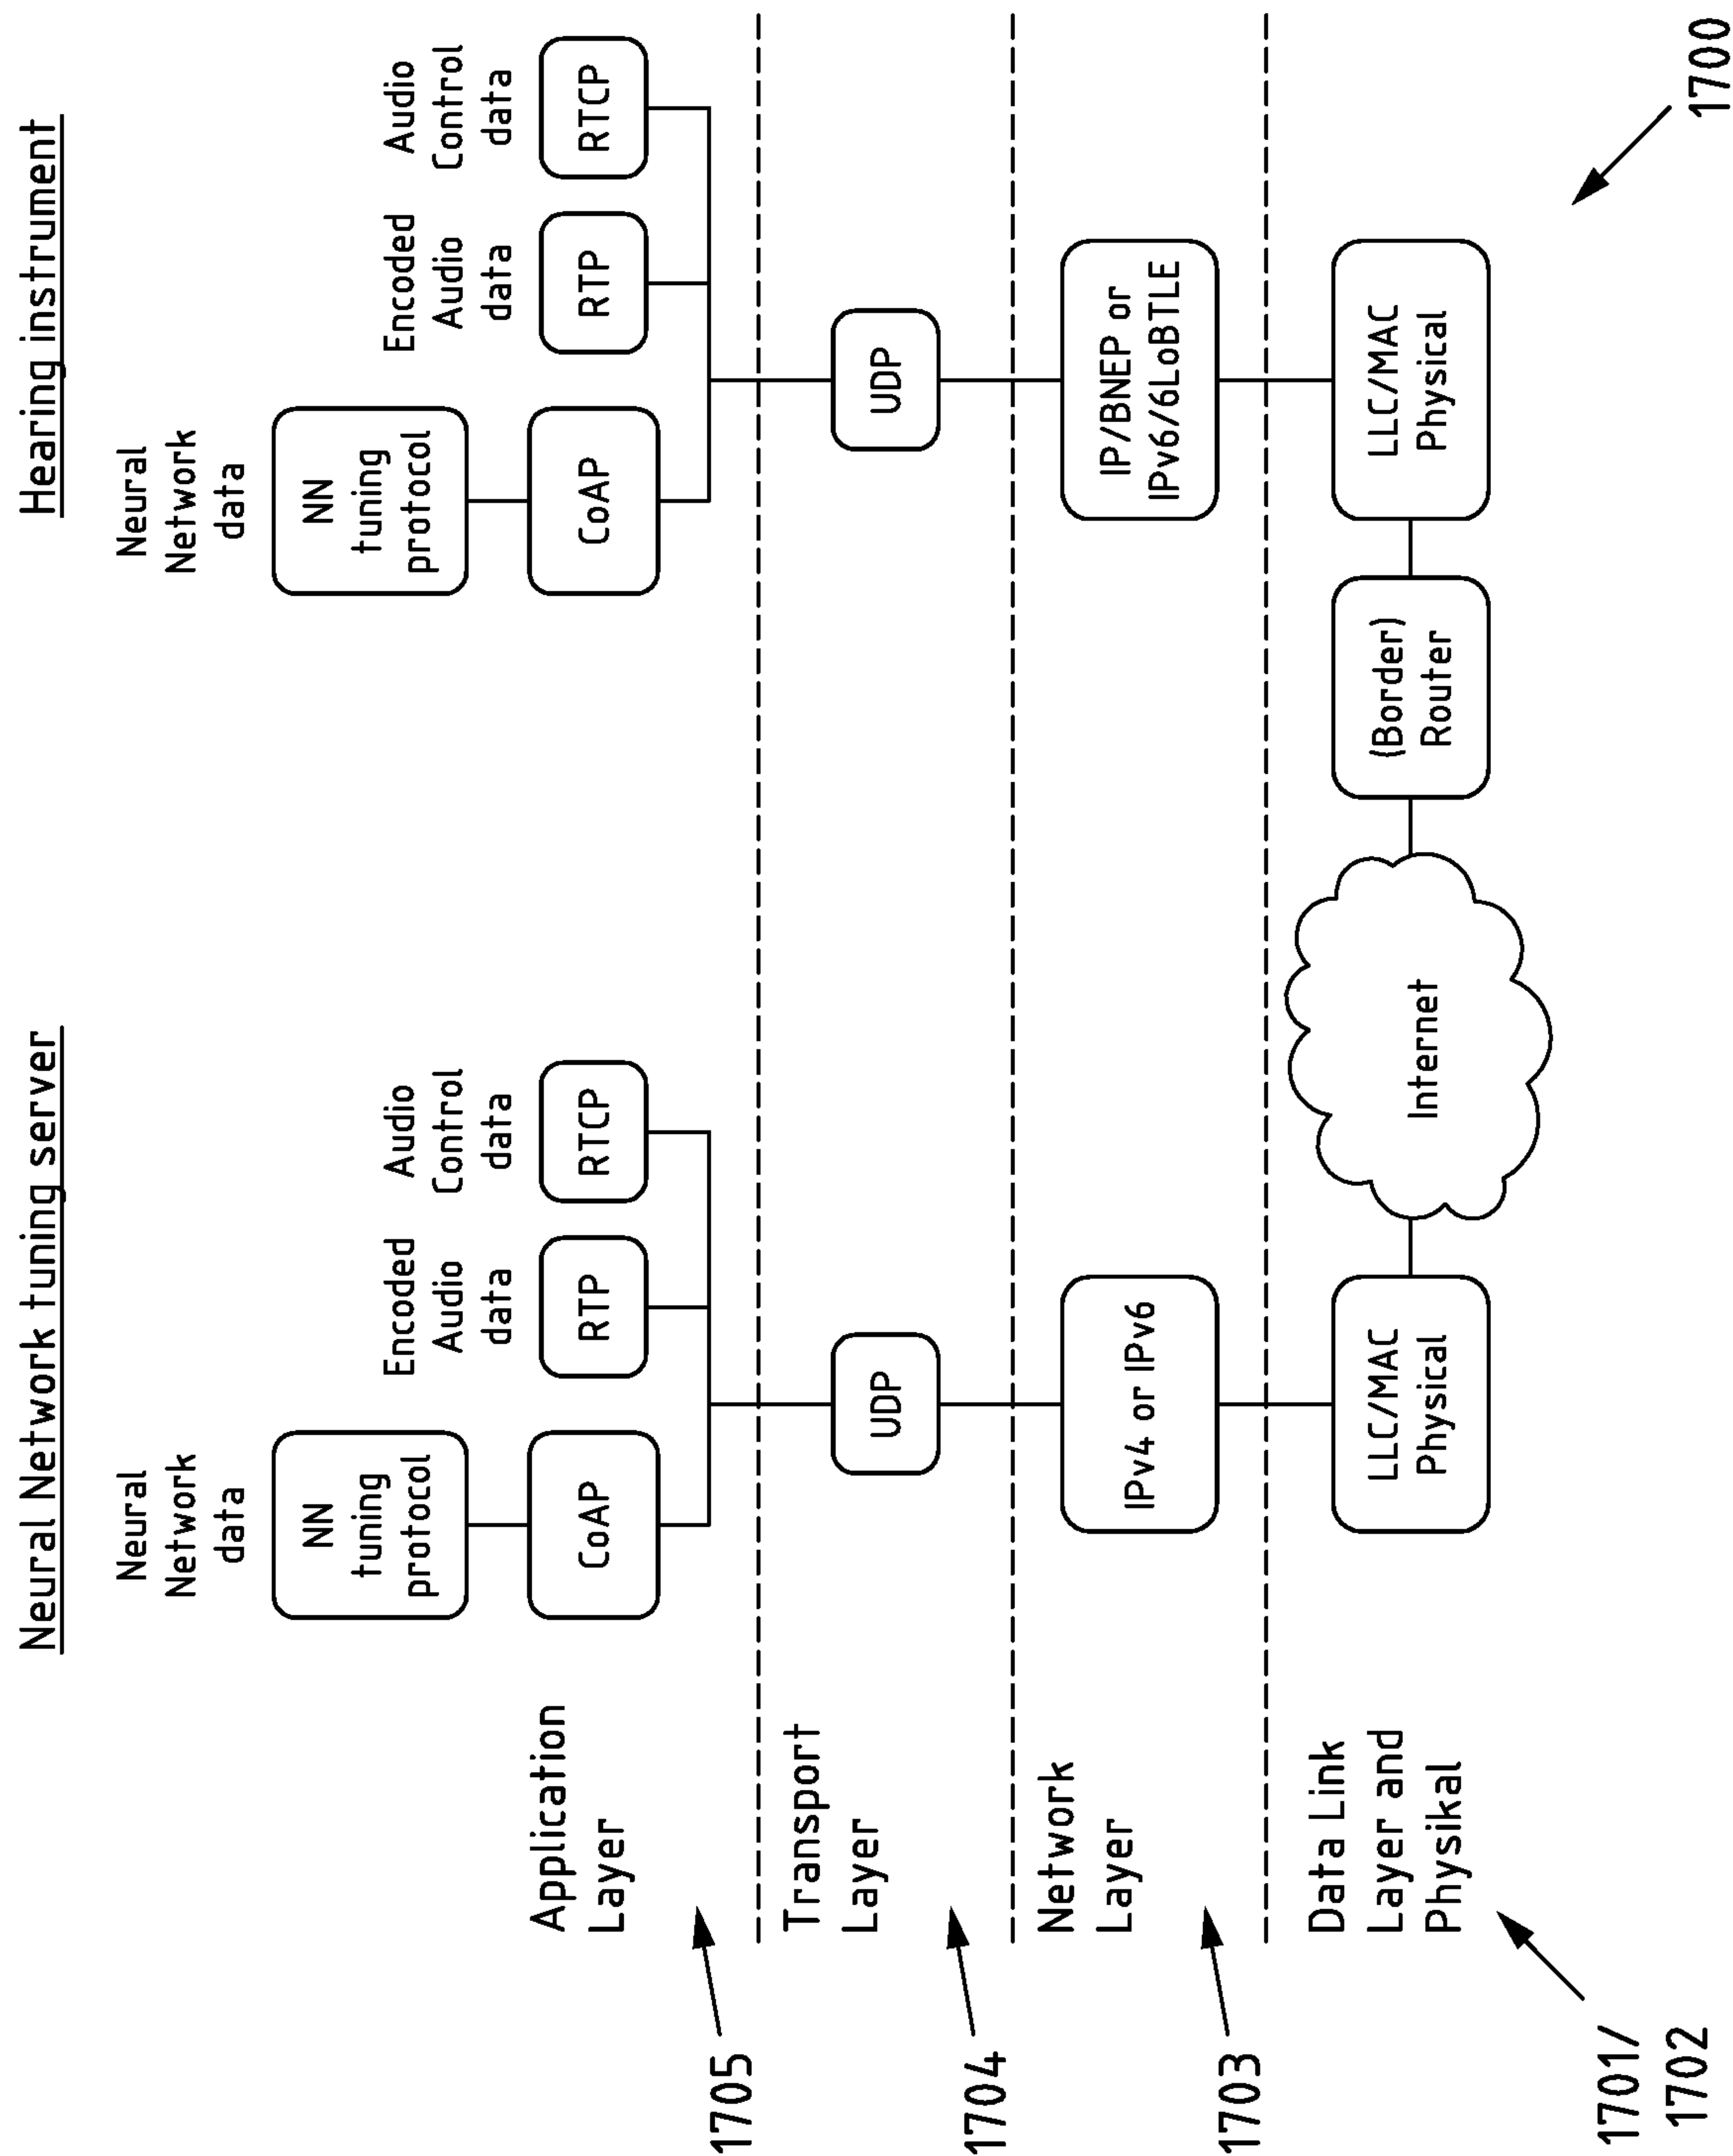 Neural Network tuning server
Hearing instrument
Neural
Network
data
Neural
Network
data
NN
tuning
protocol
Encoded
Audio
data
Audio
Control
data
NN
tuning
protocol
Encoded
Audio
data
Audio
Control
data
Application
Layer
CoAP
RTP
RTCP
CoAP
RTP
RTCP
1705
Transport
Layer
UDP
UDP
1704
Network
Layer
IPv4 or IPv6
IP/BNEP or
IPv6/6LoBTLE
1703
Data Link
Layer and
Physikal
LLC/MAC
Physical
Internet
(Border)
Router
LLC/MAC
Physical
1701/
1702
1700